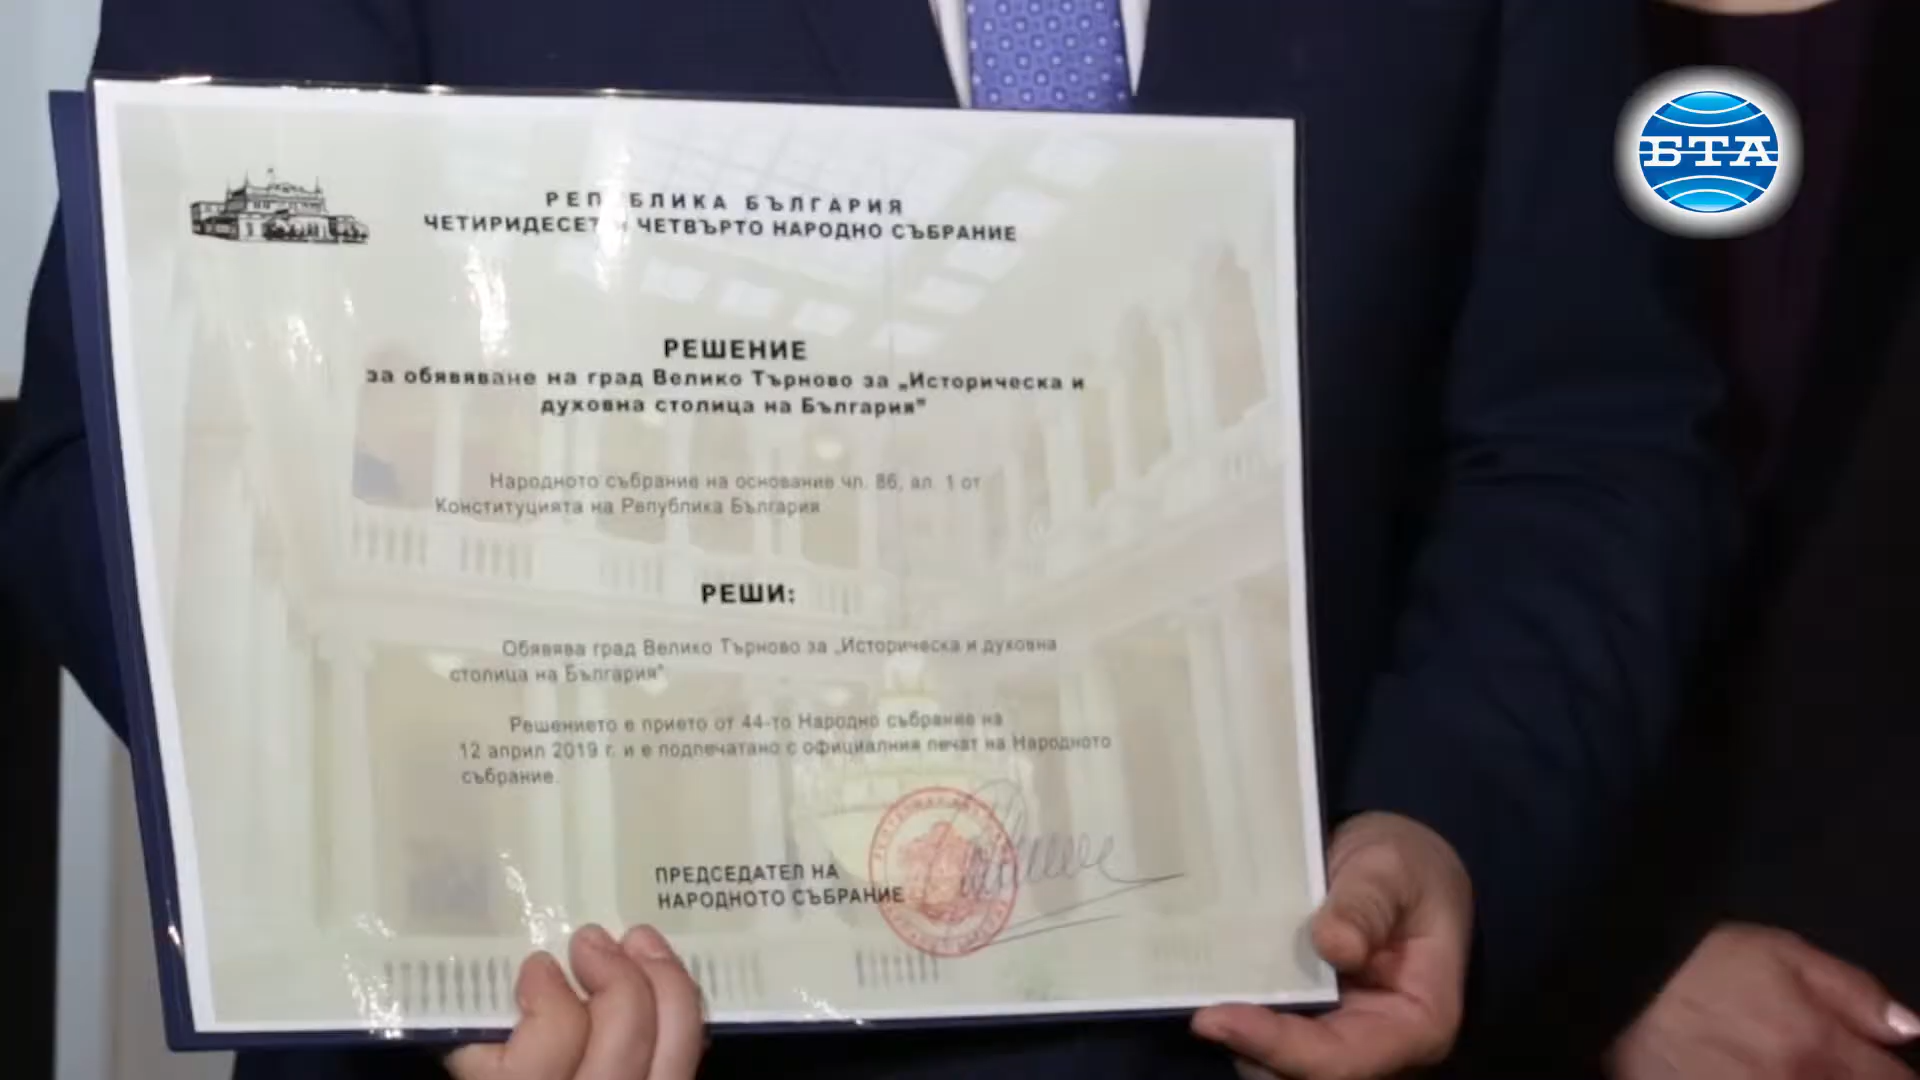 БТА
РЕПУБЛИКА БЪЛГАРИЯ
ЧЕТИРИДЕСЕТ И ЧЕТВЪРТО НАРОДНО СЪБРАНИЕ
РЕШЕНИЕ
за обявяване на град Велико Търново за „Историческа и
духовна столица на България"
Народното събрание на основание чл. 86, ал. 1 от
Конституцията на Република България
РЕШИ:
Обявява град Велико Търново за „Историческа и духовна
столица на България"
Решението е прието от 44-то Народно събрание на
12 април 2019 г. и е подпечатано с официалния печат на Народното
събрание.
ПРЕДСЕДАТЕЛ НА
НАРОДНОТО СЪБРАНИЕ